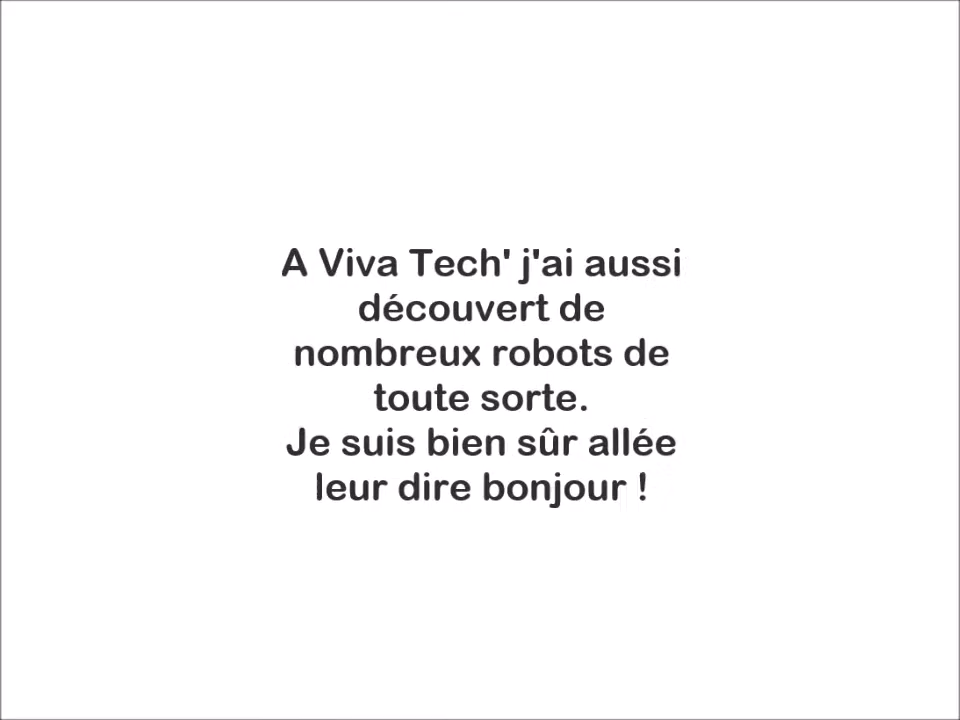 A Viva Tech' j'ai aussi
découvert de
nombreux robots de
toute sorte.
Je suis bien sûr allée
leur dire bonjour !